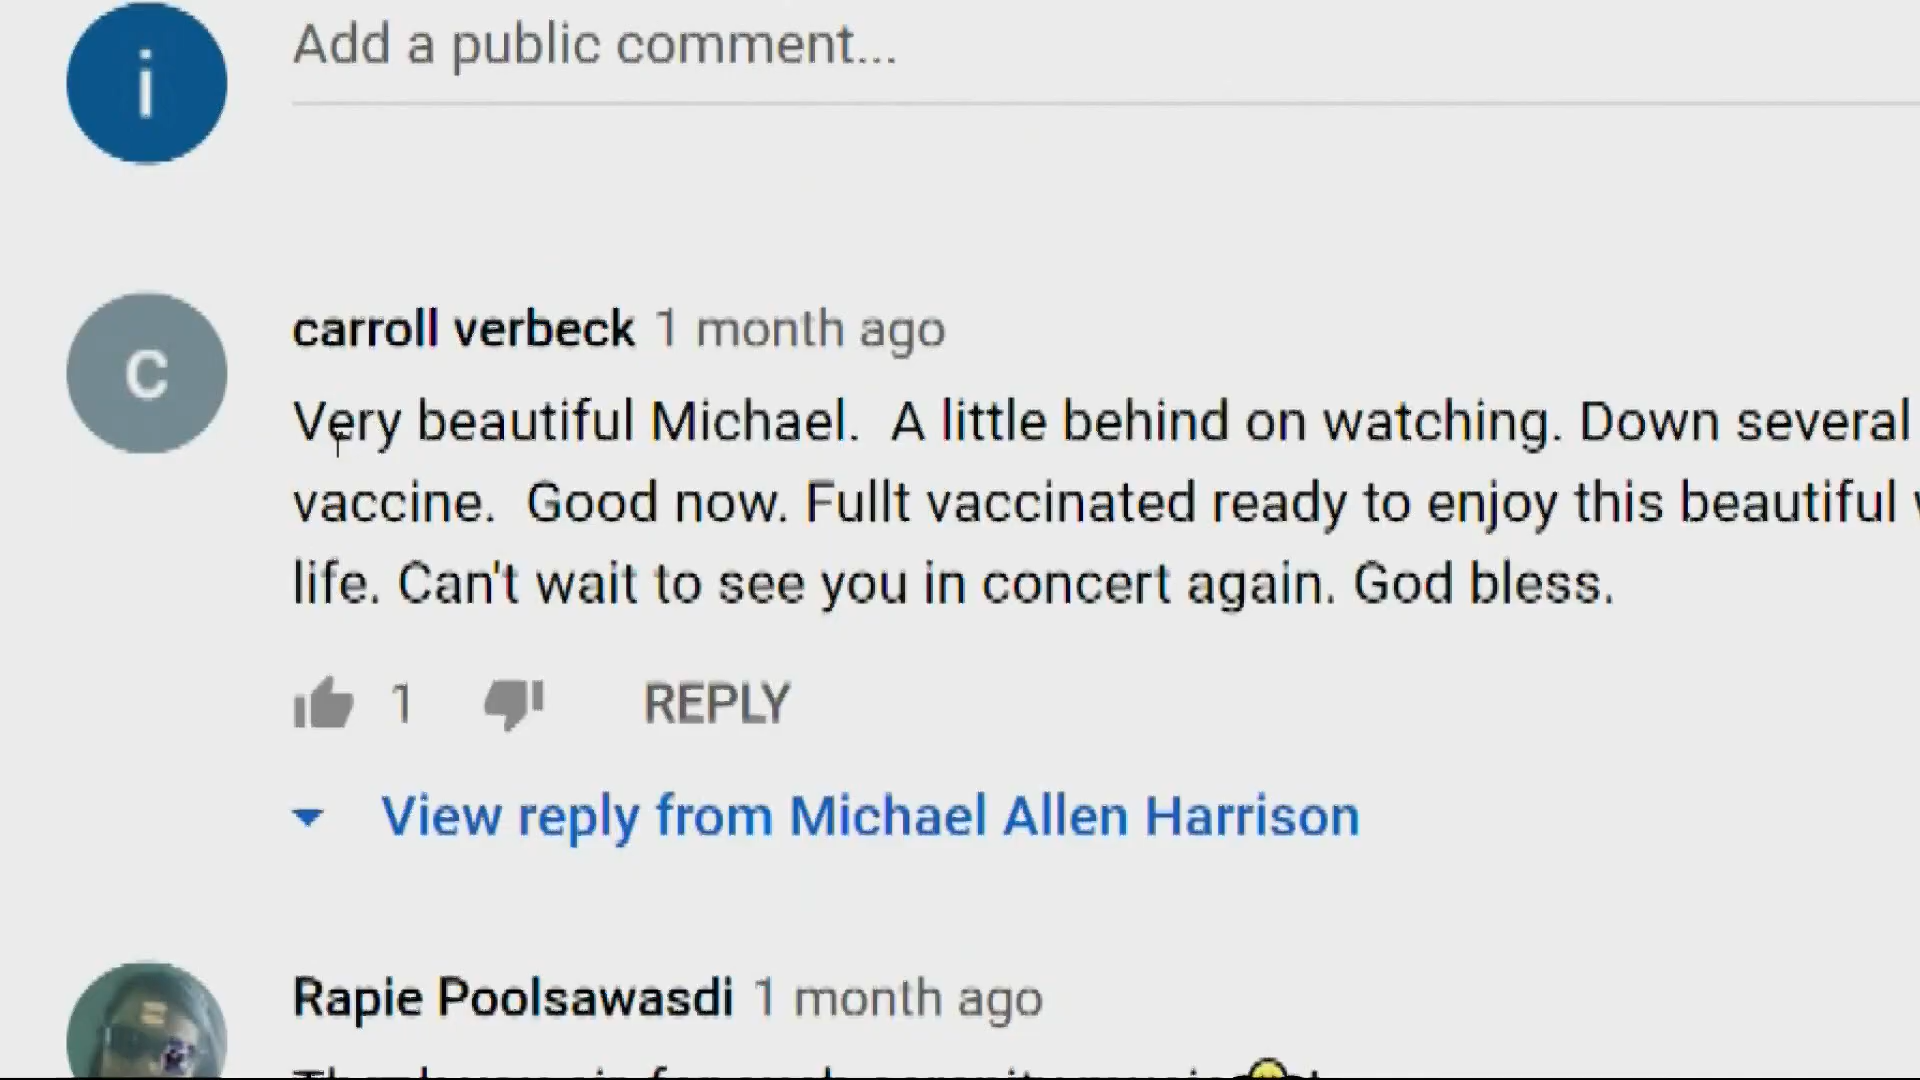 i
Add a public comment...
c
carroll verbeck 1 month ago
Very beautiful Michael.  A little behind on watching. Down several
vaccine.  Good now. Fullt vaccinated ready to enjoy this beautiful
life. Can't wait to see you in concert again. God bless.
1 REPLY
View reply from Michael Allen Harrison
Rapie Poolsawasdi 1 month ago